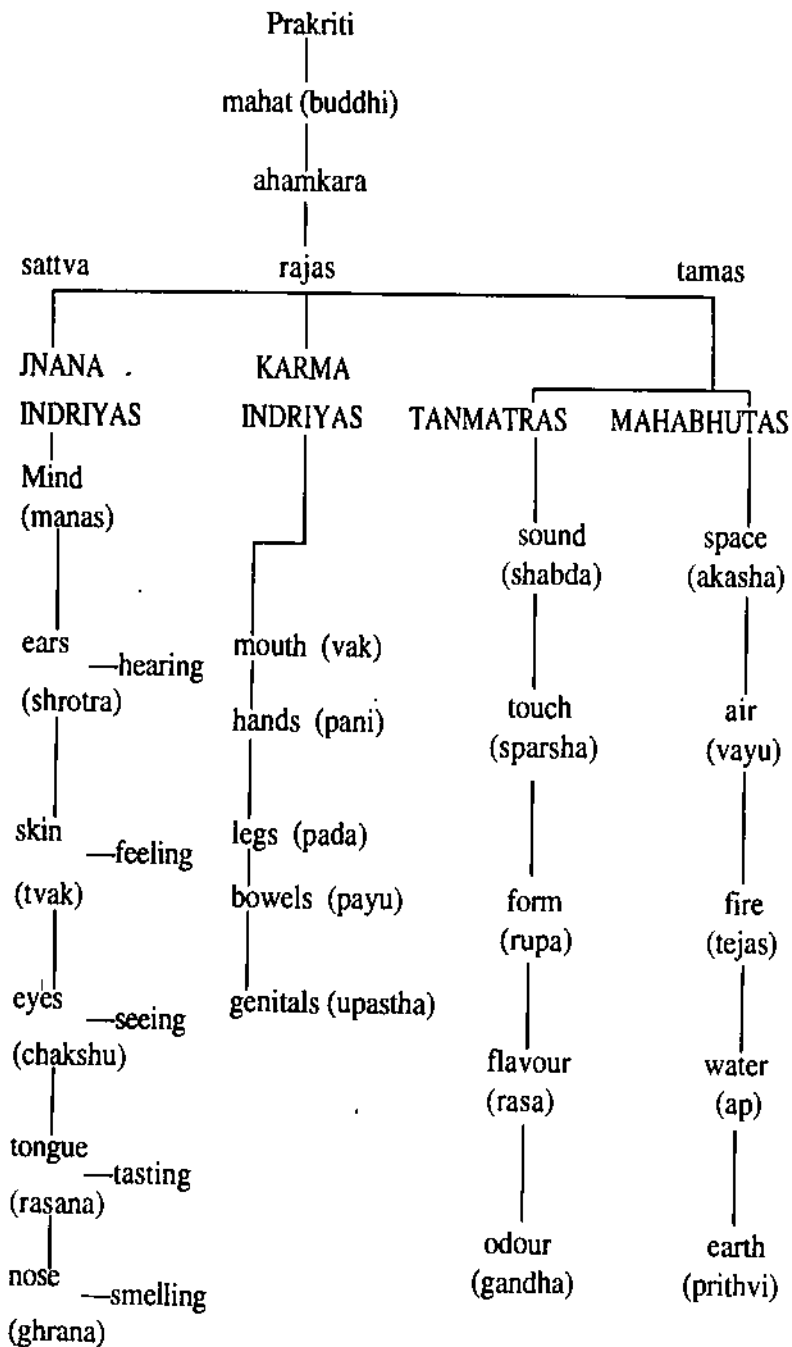 Prakriti
mahat (buddhi)
ahamkara
sattva rajas tamas
JNANA KARMA
INDRIYAS INDRIYAS TANMATRAS MAHABHUTAS
Mind
(manas)
sound space
(shabda) (akasha)
ears —hearing mouth (vak)
(shrotra)
hands (pani) touch air
(sparsha) (vayu)
skin —feeling legs (pada)
(tvak) bowels (payu) form fire
(rupa) (tejas)
eyes —seeing genitals (upastha)
(chakshu) flavour water
(rasa) (ap)
tongue —tasting
(rasana)
odour earth
nose —smelling (gandha) (prithvi)
(ghrana)